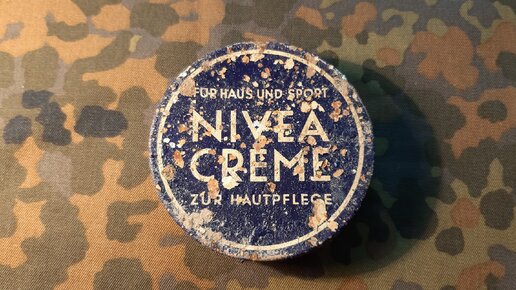 FÜR HAUS UND SPORT
NIVEA
CREME
ZUR HAUTPFLEGE